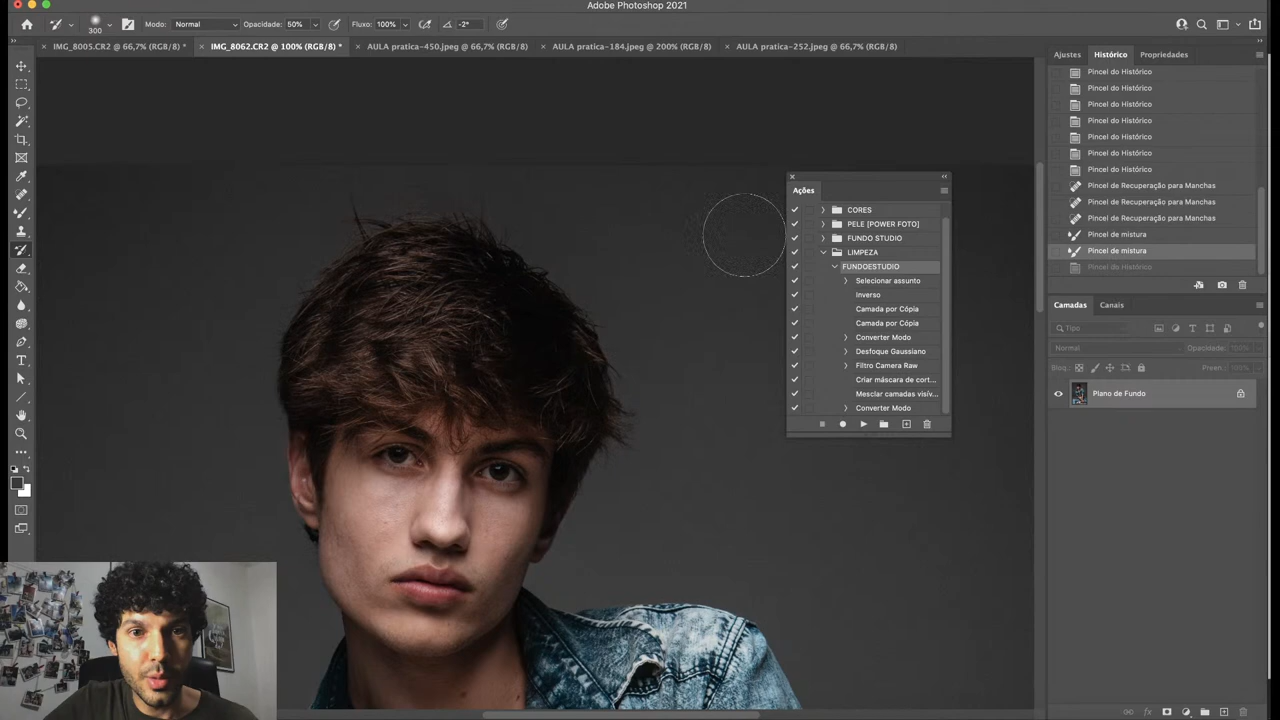 Adobe Photoshop 2021
300
Modo: Normal
Opacidade: 50%
Fluxo: 100%
-2°
IMG_8005.CR2 @ 66,7% (RGB/8) *
IMG_8062.CR2 @ 100% (RGB/8) *
AULA pratica-450.jpeg @ 66,7% (RGB/8)
AULA pratica-184.jpeg @ 200% (RGB/8)
AULA pratica-252.jpeg @ 66,7% (RGB/8)
Ações
CORES
PELE [POWER FOTO]
FUNDO STUDIO
LIMPEZA
FUNDOESTUDIO
Selecionar assunto
Inverso
Camada por Cópia
Camada por Cópia
Converter Modo
Desfoque Gaussiano
Filtro Camera Raw
Criar máscara de cort...
Mesclar camadas visív...
Converter Modo
Ajustes
Histórico
Propriedades
Pincel do Histórico
Pincel do Histórico
Pincel do Histórico
Pincel do Histórico
Pincel do Histórico
Pincel do Histórico
Pincel do Histórico
Pincel de Recuperação para Manchas
Pincel de Recuperação para Manchas
Pincel de Recuperação para Manchas
Pincel de mistura
Pincel de mistura
Pincel do Histórico
Camadas
Canais
Tipo
Normal
Opacidade: 100%
Bloq.:
Preen.: 100%
Plano de Fundo